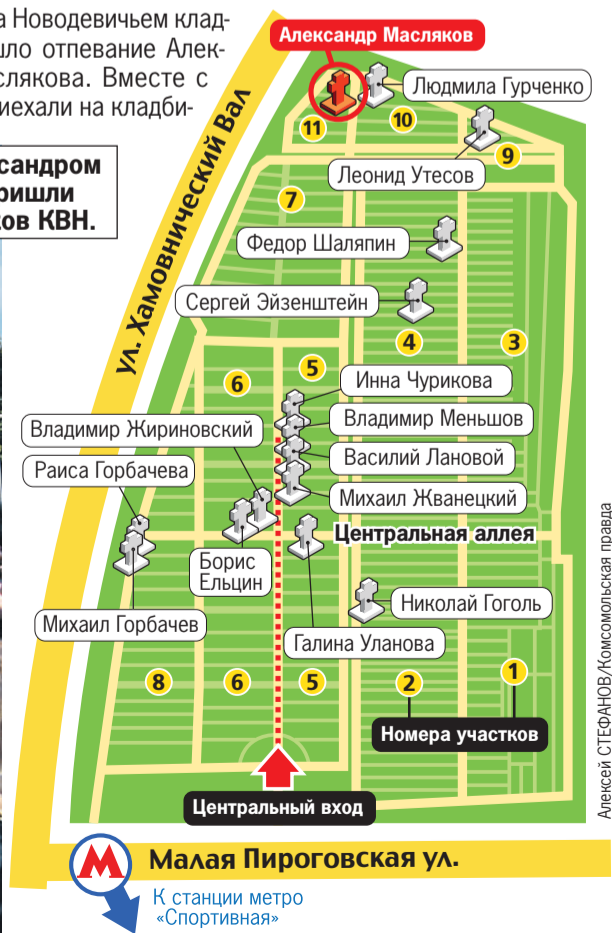 а Новодевичьем клад-
шло отпевание Алек-
слякова. Вместе с
иехали на кладби-
сандром
ришли
ов КВН.
Александр Масляков
Людмила Гурченко
11
10
9
Леонид Утесов
7
Федор Шаляпин
Сергей Эйзенштейн
ул. Хамовнический Вал
4
3
6
5
Инна Чурикова
Владимир Жириновский
Владимир Меньшов
Раиса Горбачева
Василий Лановой
Михаил Жванецкий
Центральная аллея
Борис
Ельцин
Михаил Горбачев
Николай Гоголь
Галина Уланова
8
6
5
2
1
Номера участков
Центральный вход
М
Малая Пироговская ул.
К станции метро
«Спортивная»
Алексей СТЕФАНОВ/Комсомольская правда